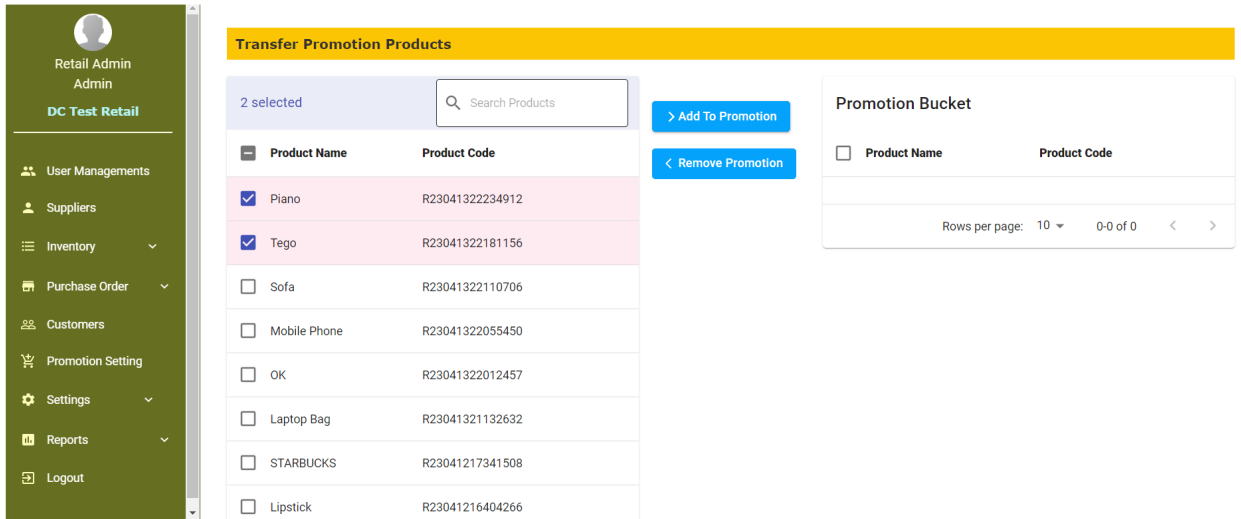 Retail Admin
Admin
DC Test Retail
User Managements
Suppliers
Inventory
Purchase Order
Customers
Promotion Setting
Settings
Reports
Logout
Transfer Promotion Products
2 selected
Search Products
Product Name Product Code
Piano R23041322234912
Tego R23041322181156
Sofa R23041322110706
Mobile Phone R23041322055450
OK R23041322012457
Laptop Bag R23041321132632
STARBUCKS R23041217341508
Lipstick R23041216404266
Add To Promotion
Remove Promotion
Promotion Bucket
Product Name Product Code
Rows per page: 10 0-0 of 0